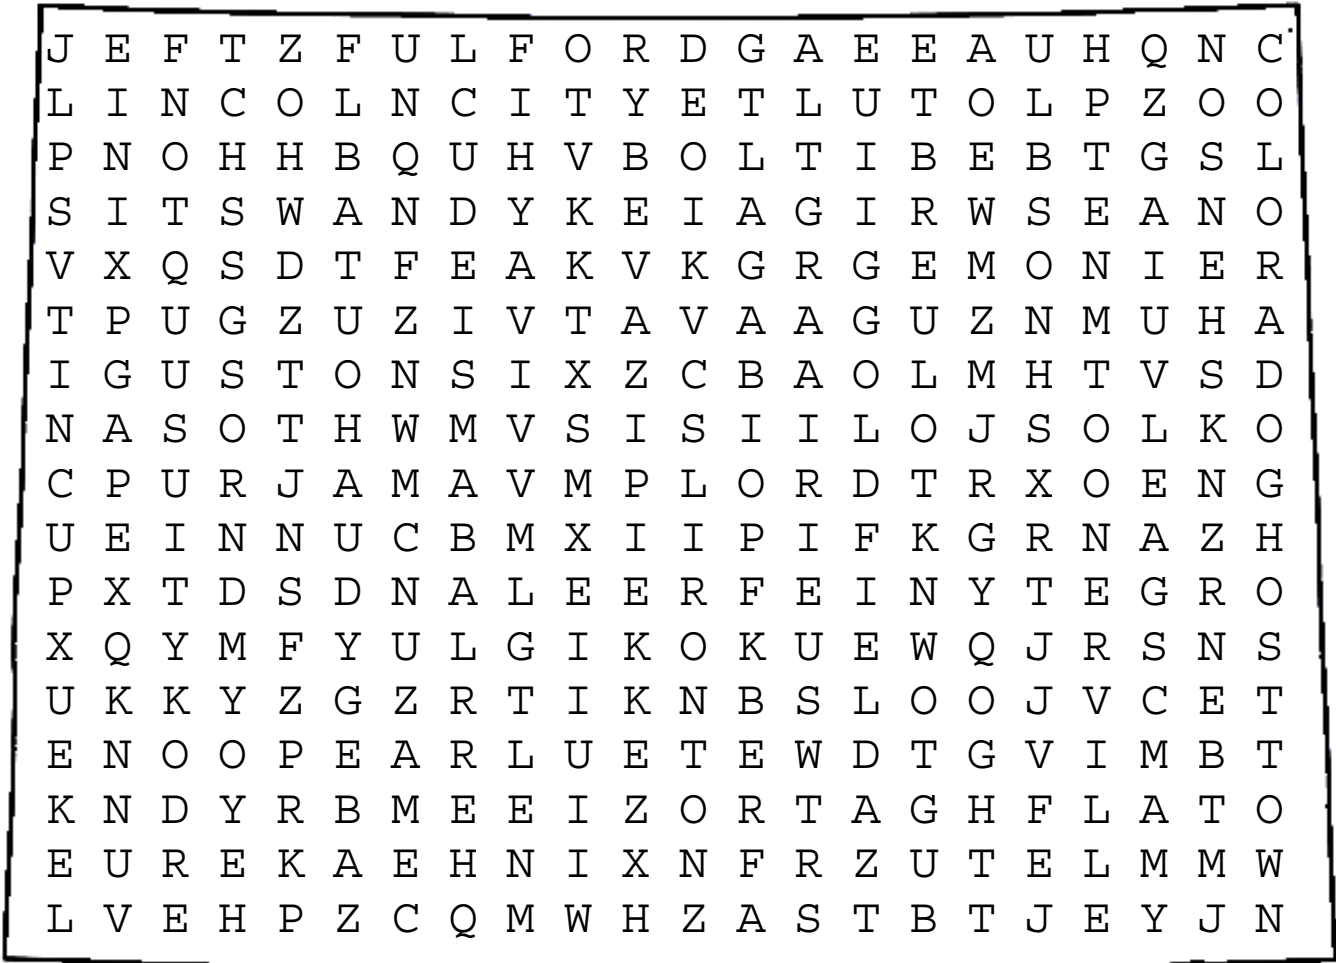 J E F T Z F U L F O R D G A E E A U H Q N C
L I N C O L N C I T Y E T L U T O L P Z O O
P N O H H B Q U H V B O L T I B E B T G S L
S I T S W A N D Y K E I A G I R W S E A N O
V X Q S D T F E A K V K G R G E M O N I E R
T P U G Z U Z I V T A V A A G U Z N M U H A
I G U S T O N S I X Z C B A O L M H T V S D
N A S O T H W M V S I S I I L O J S O L K O
C P U R J A M A V M P L O R D T R X O E N G
U E I N N U C B M X I I P I F K G R N A Z H
P X T D S D N A L E E R F E I N Y T E G R O
X Q Y M F Y U L G I K O K U E W Q J R S N S
U K K Y Z G Z R T I K N B S L O O J V C E T
E N O O P E A R L U E T E W D T G V I M B T
K N D Y R B M E E I Z O R T A G H F L A T O
E U R E K A E H N I X N F R Z U T E L M M W
L V E H P Z C Q M W H Z A S T B T J E Y J N